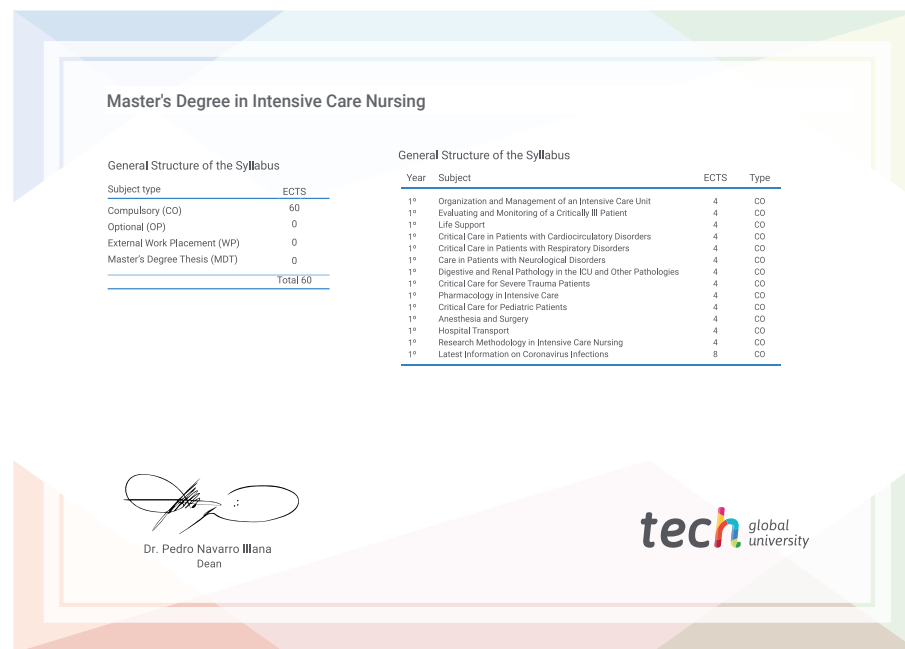 Master's Degree in Intensive Care Nursing
General Structure of the Syllabus
Subject type ECTS
Compulsory (CO) 60
Optional (OP) 0
External Work Placement (WP) 0
Master's Degree Thesis (MDT) 0
Total 60
General Structure of the Syllabus
Year Subject ECTS Type
1º Organization and Management of an Intensive Care Unit 4 CO
1º Evaluating and Monitoring of a Critically Ill Patient 4 CO
1º Life Support 4 CO
1º Critical Care in Patients with Cardiocirculatory Disorders 4 CO
1º Critical Care in Patients with Respiratory Disorders 4 CO
1º Care in Patients with Neurological Disorders 4 CO
1º Digestive and Renal Pathology in the ICU and Other Pathologies 4 CO
1º Critical Care for Severe Trauma Patients 4 CO
1º Pharmacology in Intensive Care 4 CO
1º Critical Care for Pediatric Patients 4 CO
1º Anesthesia and Surgery 4 CO
1º Hospital Transport 4 CO
1º Research Methodology in Intensive Care Nursing 4 CO
1º Latest Information on Coronavirus Infections 8 CO
Dr. Pedro Navarro Illana
Dean
tech global
university